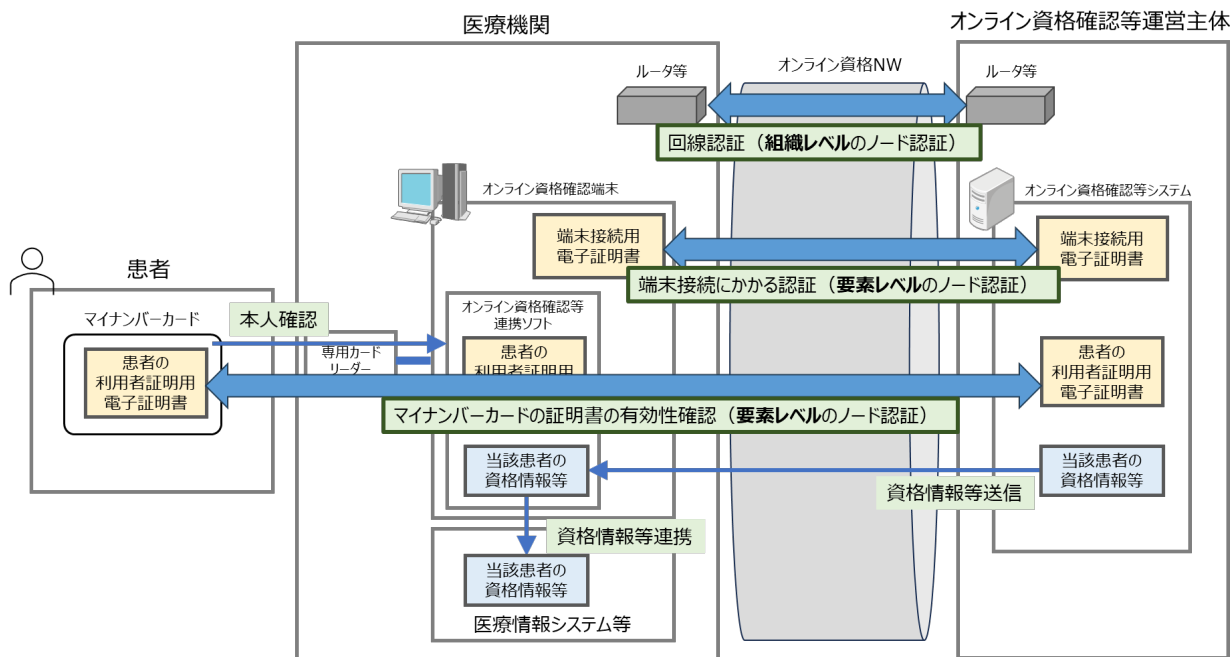 医療機関
オンライン資格確認等運営主体
ルータ等
オンライン資格NW
ルータ等
回線認証（組織レベルのノード認証）
オンライン資格確認端末
オンライン資格確認等システム
端末接続用
電子証明書
端末接続用
電子証明書
端末接続にかかる認証（要素レベルのノード認証）
患者
マイナンバーカード
本人確認
オンライン資格確認等
連携ソフト
専用カード
リーダー
患者の
利用者証明用
電子証明書
患者の
利用者証明用
患者の
利用者証明用
電子証明書
マイナンバーカードの証明書の有効性確認（要素レベルのノード認証）
当該患者の
資格情報等
当該患者の
資格情報等
資格情報等送信
資格情報等連携
当該患者の
資格情報等
医療情報システム等